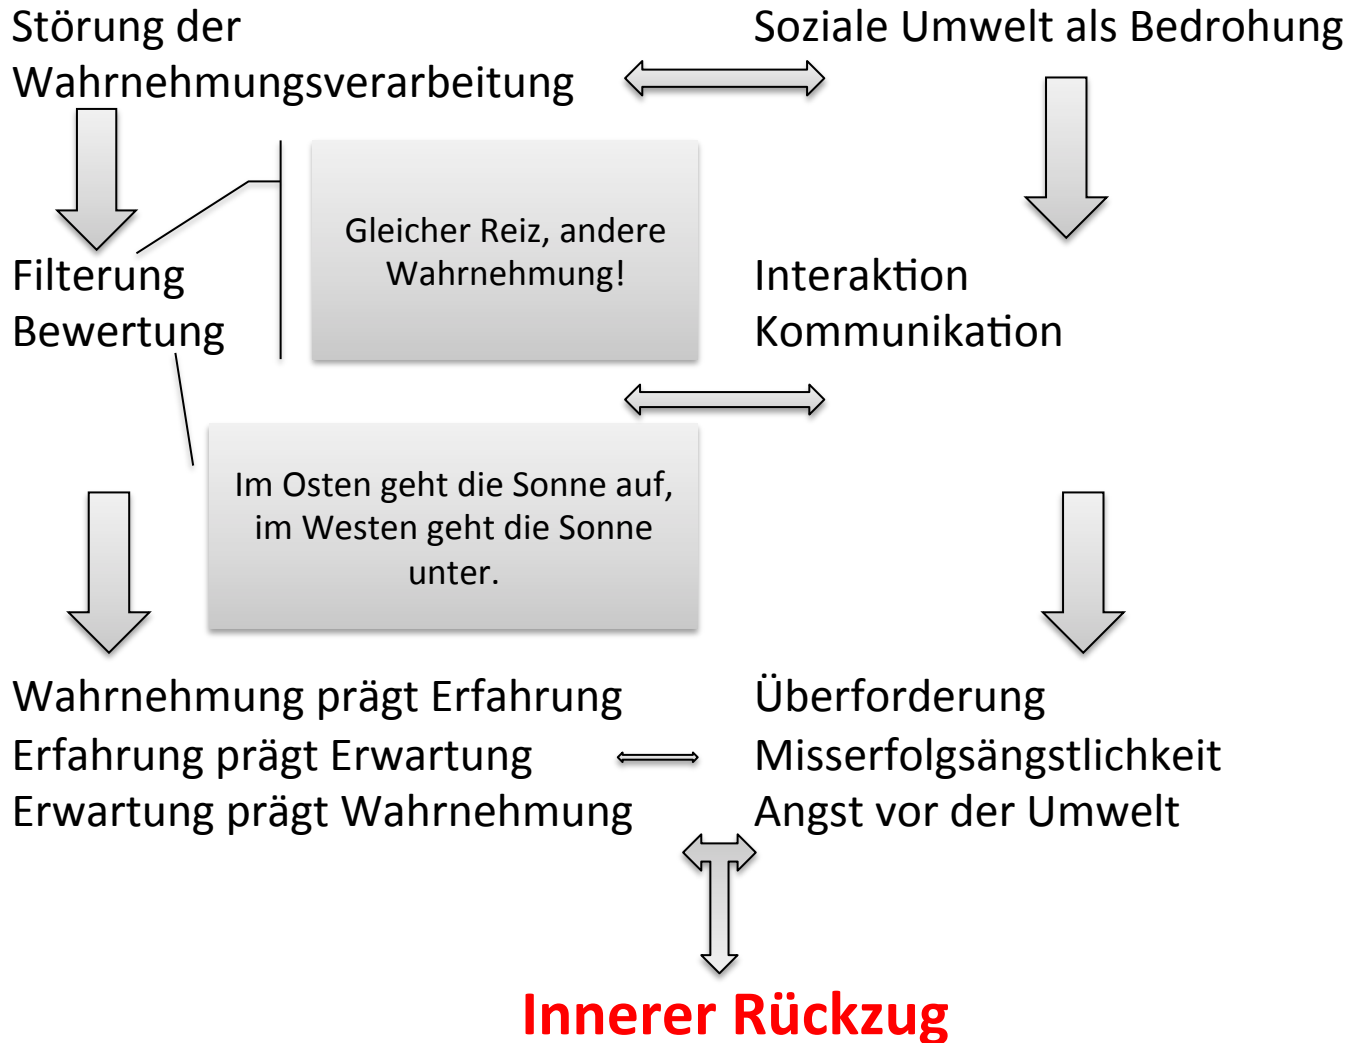 Störung der
Wahrnehmungsverarbeitung
Soziale Umwelt als Bedrohung
Gleicher Reiz, andere
Wahrnehmung!
Filterung
Bewertung
Interaktion
Kommunikation
Im Osten geht die Sonne auf,
im Westen geht die Sonne
unter.
Wahrnehmung prägt Erfahrung
Erfahrung prägt Erwartung
Erwartung prägt Wahrnehmung
Überforderung
Misserfolgsängstlichkeit
Angst vor der Umwelt
Innerer Rückzug